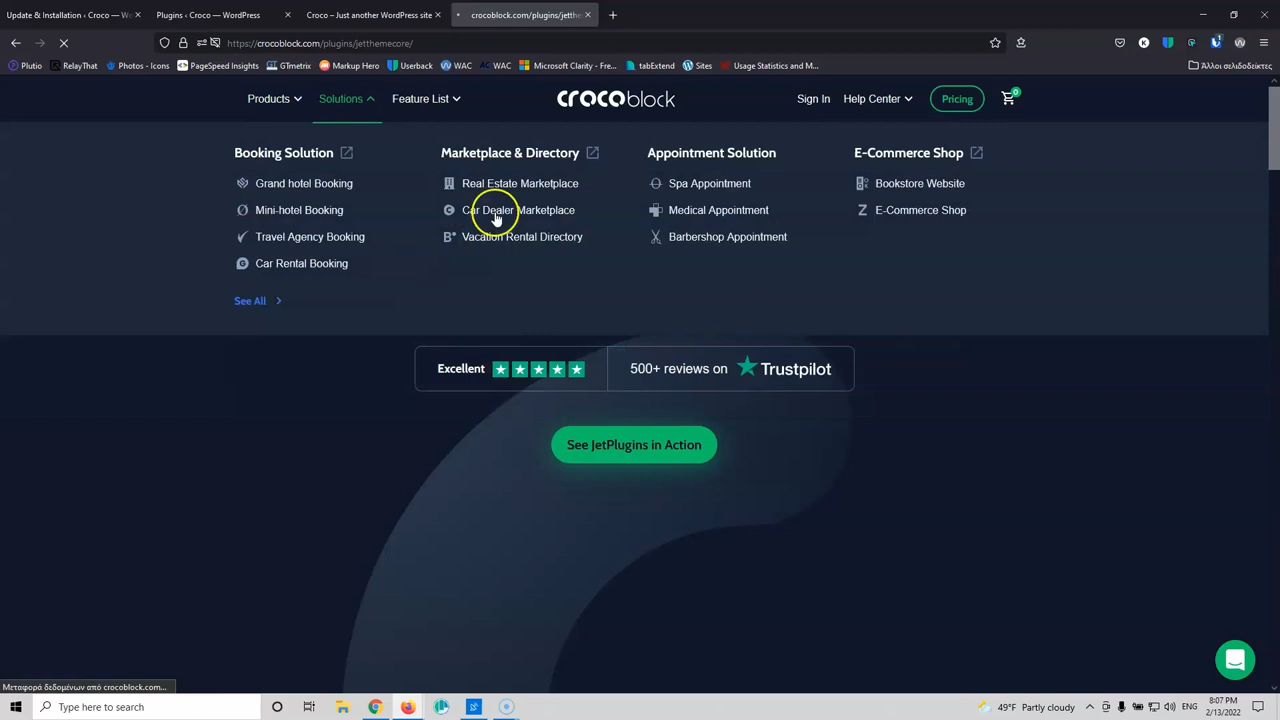 Update & Installation ‹ Croco — Wo
Plugins ‹ Croco — WordPress
Croco – Just another WordPress site
crocoblock.com/plugins/jetthemec
https://crocoblock.com/plugins/jetthemecore/
Plutio
RelayThat
Photos - Icons
PageSpeed Insights
GTmetrix
Markup Hero
Userback
WAC
WAC
Microsoft Clarity - Fre...
tabExtend
Sites
Usage Statistics and M...
Άλλοι σελιδοδείκτες
Products
Solutions
Feature List
crocoblock
Sign In
Help Center
Pricing
0
Booking Solution
Grand hotel Booking
Mini-hotel Booking
Travel Agency Booking
Car Rental Booking
See All
Marketplace & Directory
Real Estate Marketplace
Car Dealer Marketplace
Vacation Rental Directory
Appointment Solution
Spa Appointment
Medical Appointment
Barbershop Appointment
E-Commerce Shop
Bookstore Website
E-Commerce Shop
Excellent
500+ reviews on Trustpilot
See JetPlugins in Action
Μεταφορά δεδομένων από crocoblock.com...
Type here to search
49°F Partly cloudy
ENG
8:07 PM
2/13/2022